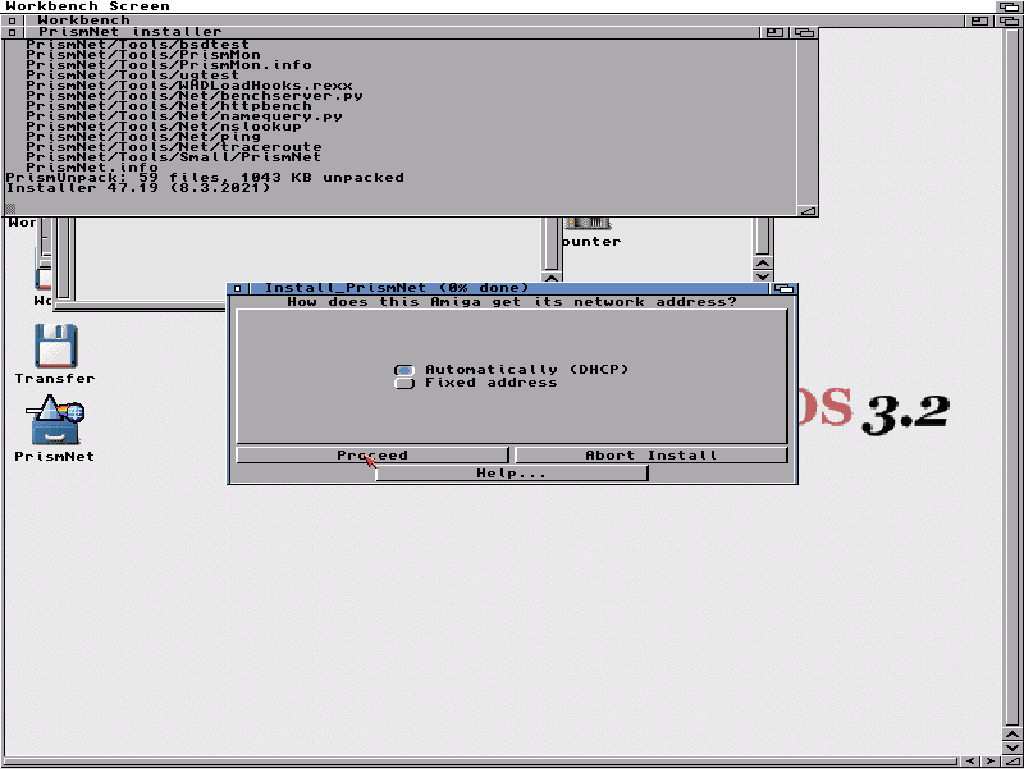 Workbench Screen
Workbench
PrismNet installer
PrismNet/Tools/bsdtest
PrismNet/Tools/PrismMon
PrismNet/Tools/PrismMon.info
PrismNet/Tools/ugtest
PrismNet/Tools/WADLoadHooks.rexx
PrismNet/Tools/Net/benchserver.py
PrismNet/Tools/Net/httpbench
PrismNet/Tools/Net/namequery.py
PrismNet/Tools/Net/nslookup
PrismNet/Tools/Net/ping
PrismNet/Tools/Net/traceroute
PrismNet/Tools/Small/PrismNet
PrismNet.info
PrismUnpack: 59 files, 1043 KB unpacked
Installer 47.19 (8.3.2021)
Wor
ounter
Wo
Install_PrismNet (0% done)
How does this Amiga get its network address?
Automatically (DHCP)
Fixed address
Proceed
Abort Install
Help...
Transfer
PrismNet
OS 3.2